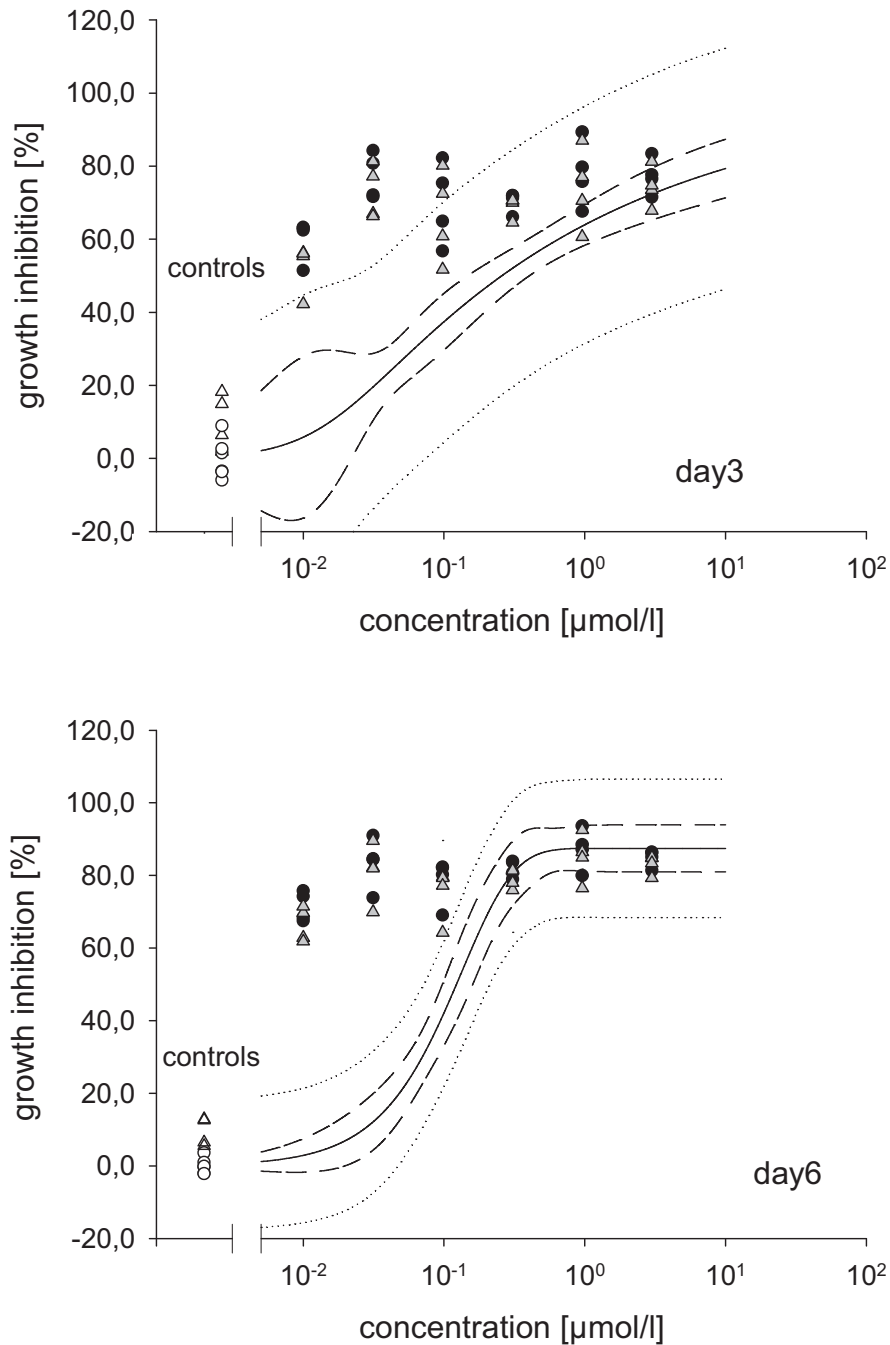 120,0
100,0
80,0
60,0
40,0
20,0
0,0
-20,0
growth inhibition [%]
controls
day3
10⁻² 10⁻¹ 10⁰ 10¹ 10²
concentration [µmol/l]
120,0
100,0
80,0
60,0
40,0
20,0
0,0
-20,0
growth inhibition [%]
controls
day6
10⁻² 10⁻¹ 10⁰ 10¹ 10²
concentration [µmol/l]